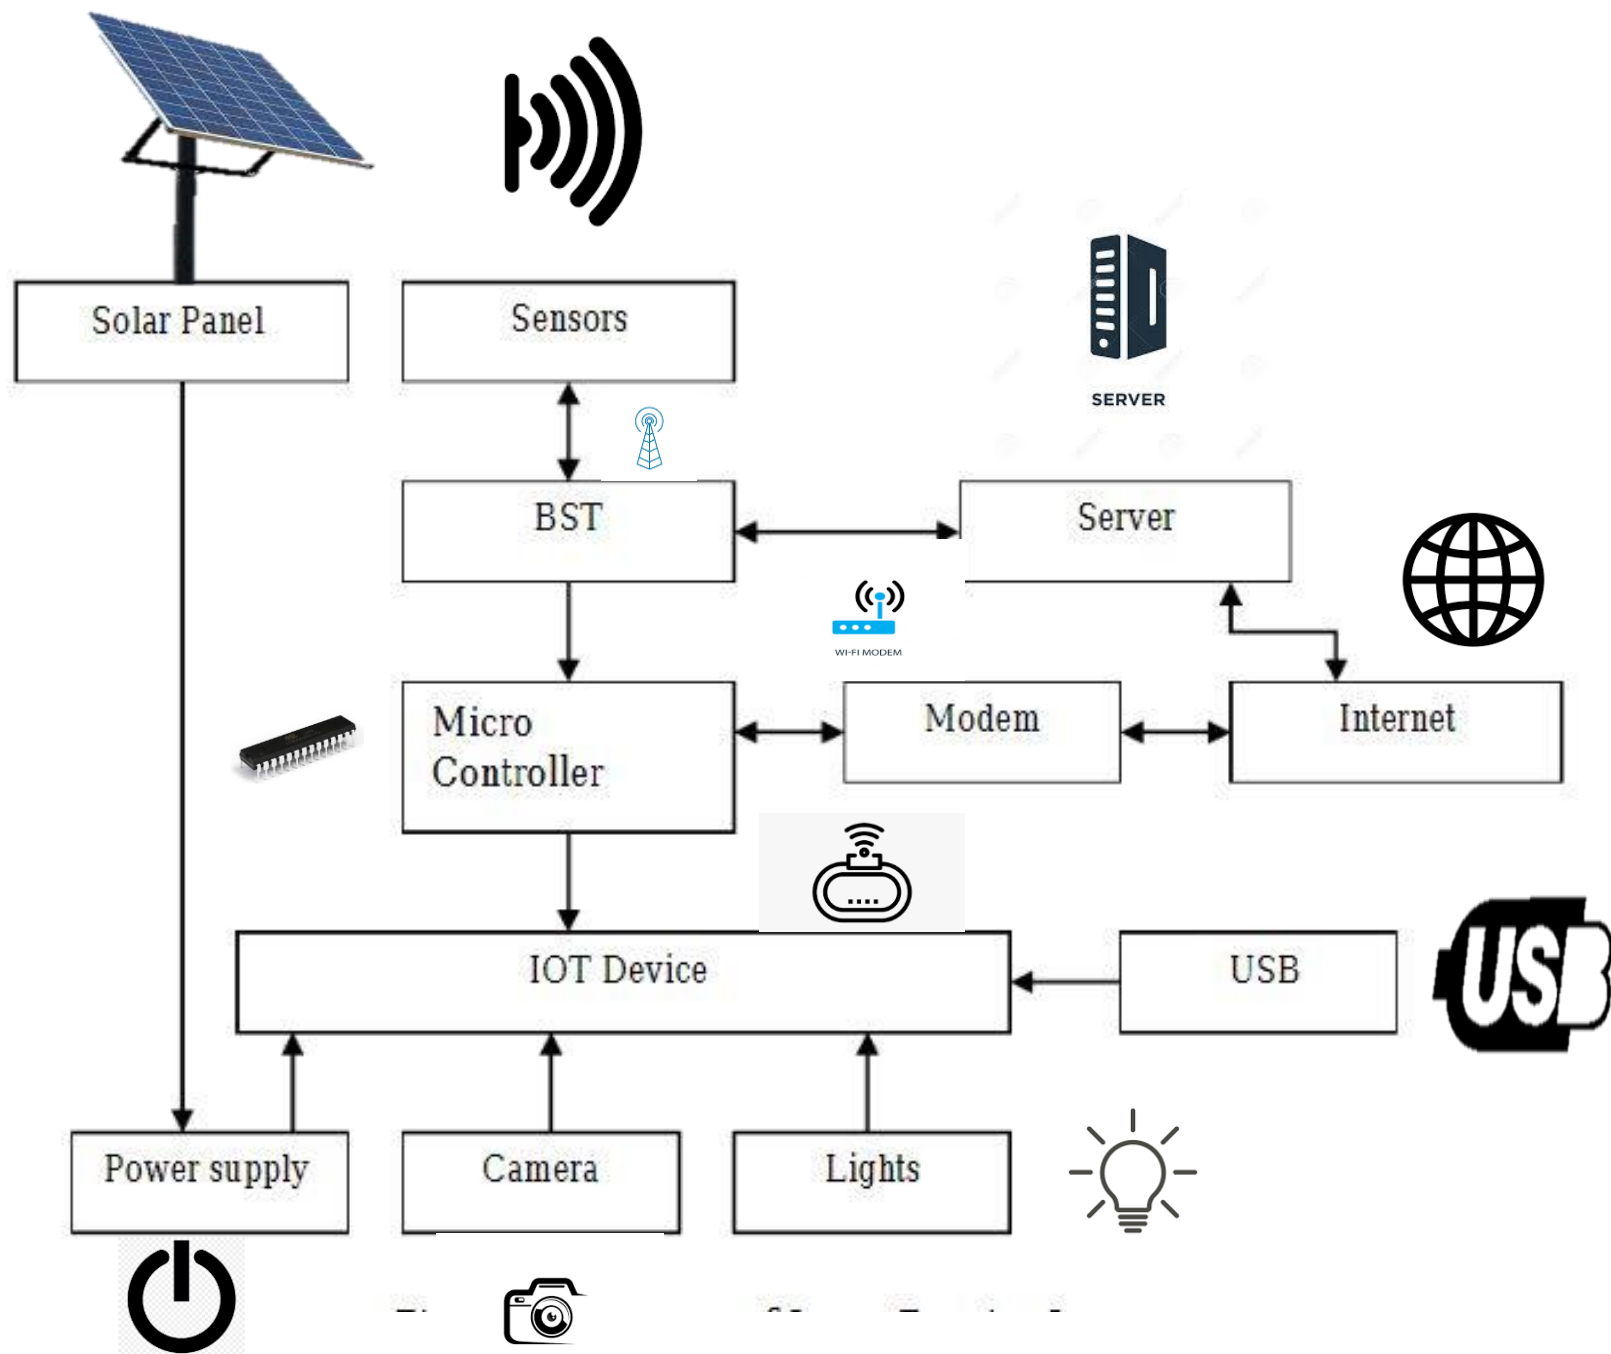 Solar Panel
Sensors
SERVER
BST
Server
WI-FI MODEM
Micro
Controller
Modem
Internet
IOT Device
USB
USB
Power supply
Camera
Lights